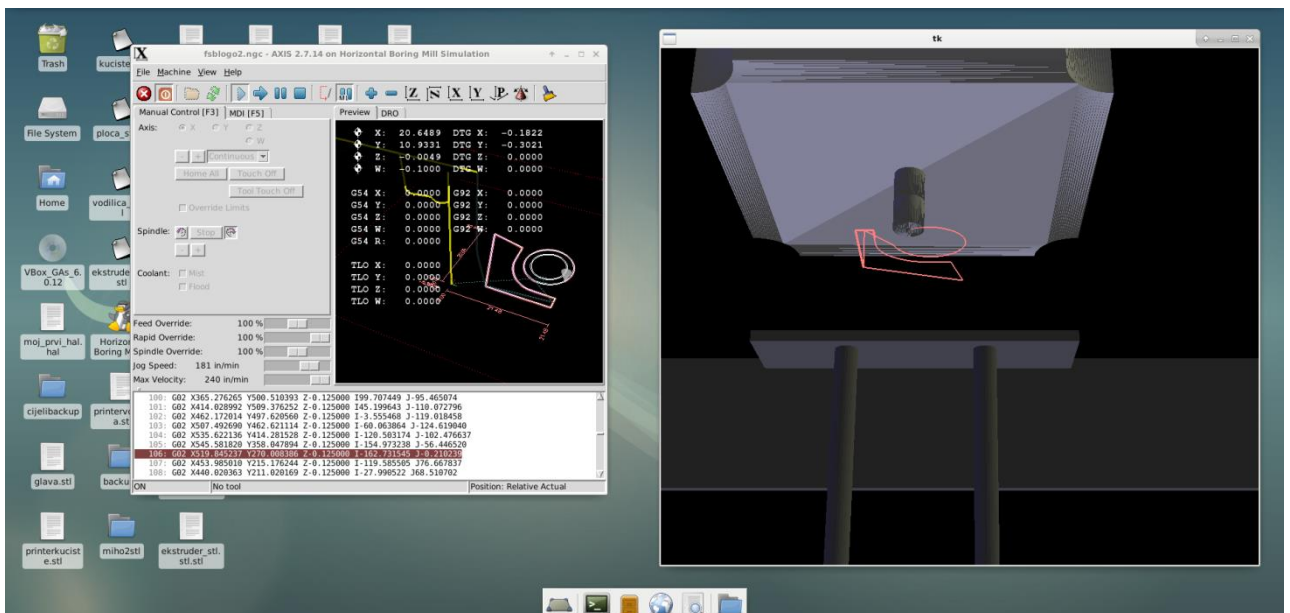 Trash
kuciste
File System
ploca_s
Home
vodilica_
l
VBox_GAs_6.
0.12
ekstrude
stl
moj_prvi_hal.
hal
Horizo
Boring M
cijelibackup
printervo
a.st
glava.stl
backu
printerkucist
e.stl
miho2stl
ekstruder_stl.
stl.stl
fsblogo2.ngc - AXIS 2.7.14 on Horizontal Boring Mill Simulation
File Machine View Help
Manual Control [F3] MDI [F5]
Axis: X Y Z
W
- + Continuous
Home All Touch Off
Tool Touch Off
Override Limits
Spindle: Stop
- +
Coolant: Mist
Flood
Feed Override: 100 %
Rapid Override: 100 %
Spindle Override: 100 %
Jog Speed: 181 in/min
Max Velocity: 240 in/min
Preview DRO
X: 20.6489 DTG X: -0.1822
Y: 10.9331 DTG Y: -0.3021
Z: -0.0049 DTG Z: 0.0000
W: -0.1000 DTG W: 0.0000
G54 X: 0.0000 G92 X: 0.0000
G54 Y: 0.0000 G92 Y: 0.0000
G54 Z: 0.0000 G92 Z: 0.0000
G54 W: 0.0000 G92 W: 0.0000
G54 R: 0.0000
TLO X: 0.0000
TLO Y: 0.0000
TLO Z: 0.0000
TLO W: 0.0000
100: G02 X365.276265 Y500.510393 Z-0.125000 I99.707449 J-95.465074
101: G02 X414.028992 Y509.376252 Z-0.125000 I45.199643 J-110.072796
102: G02 X462.172014 Y497.620560 Z-0.125000 I-3.555468 J-119.018458
103: G02 X507.492690 Y462.621114 Z-0.125000 I-60.063864 J-124.619040
104: G02 X535.622136 Y414.281528 Z-0.125000 I-120.503174 J-102.476637
105: G02 X545.581820 Y358.047894 Z-0.125000 I-154.973238 J-56.446520
106: G02 X519.845237 Y270.008386 Z-0.125000 I-162.731545 J-0.210239
107: G02 X453.985010 Y215.176244 Z-0.125000 I-119.585505 J76.667837
108: G02 X440.020363 Y211.020169 Z-0.125000 I-27.990522 J68.510702
ON No tool Position: Relative Actual
tk